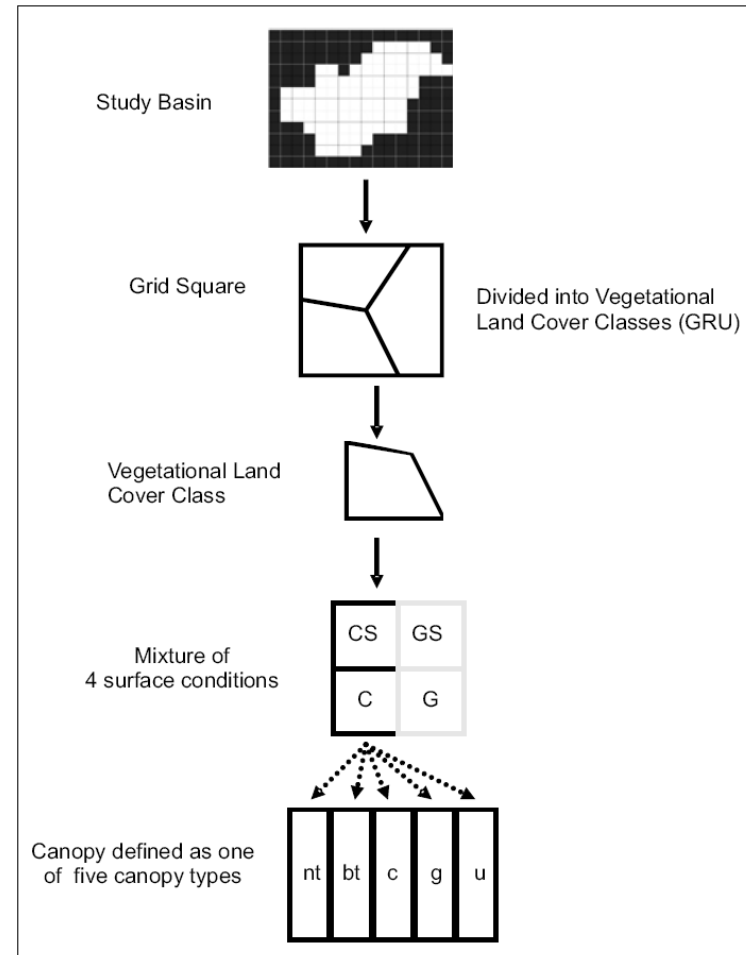 Study Basin
Grid Square
Divided into Vegetational
Land Cover Classes (GRU)
Vegetational Land
Cover Class
CS GS
Mixture of
4 surface conditions
C G
Canopy defined as one
of five canopy types
nt bt c g u